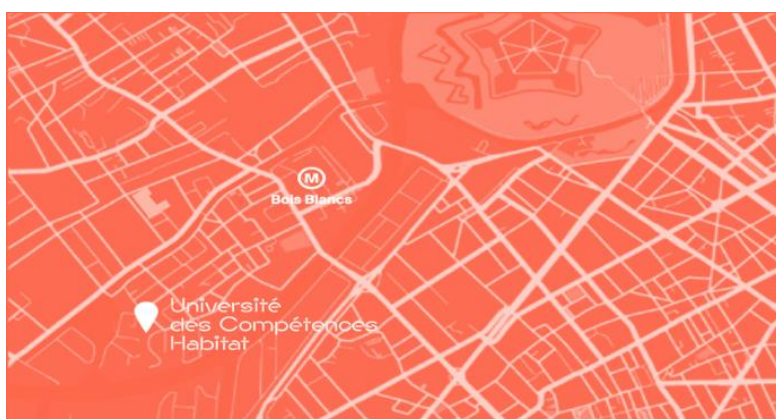 M
Bois Blancs
Université
des Compétences
Habitat